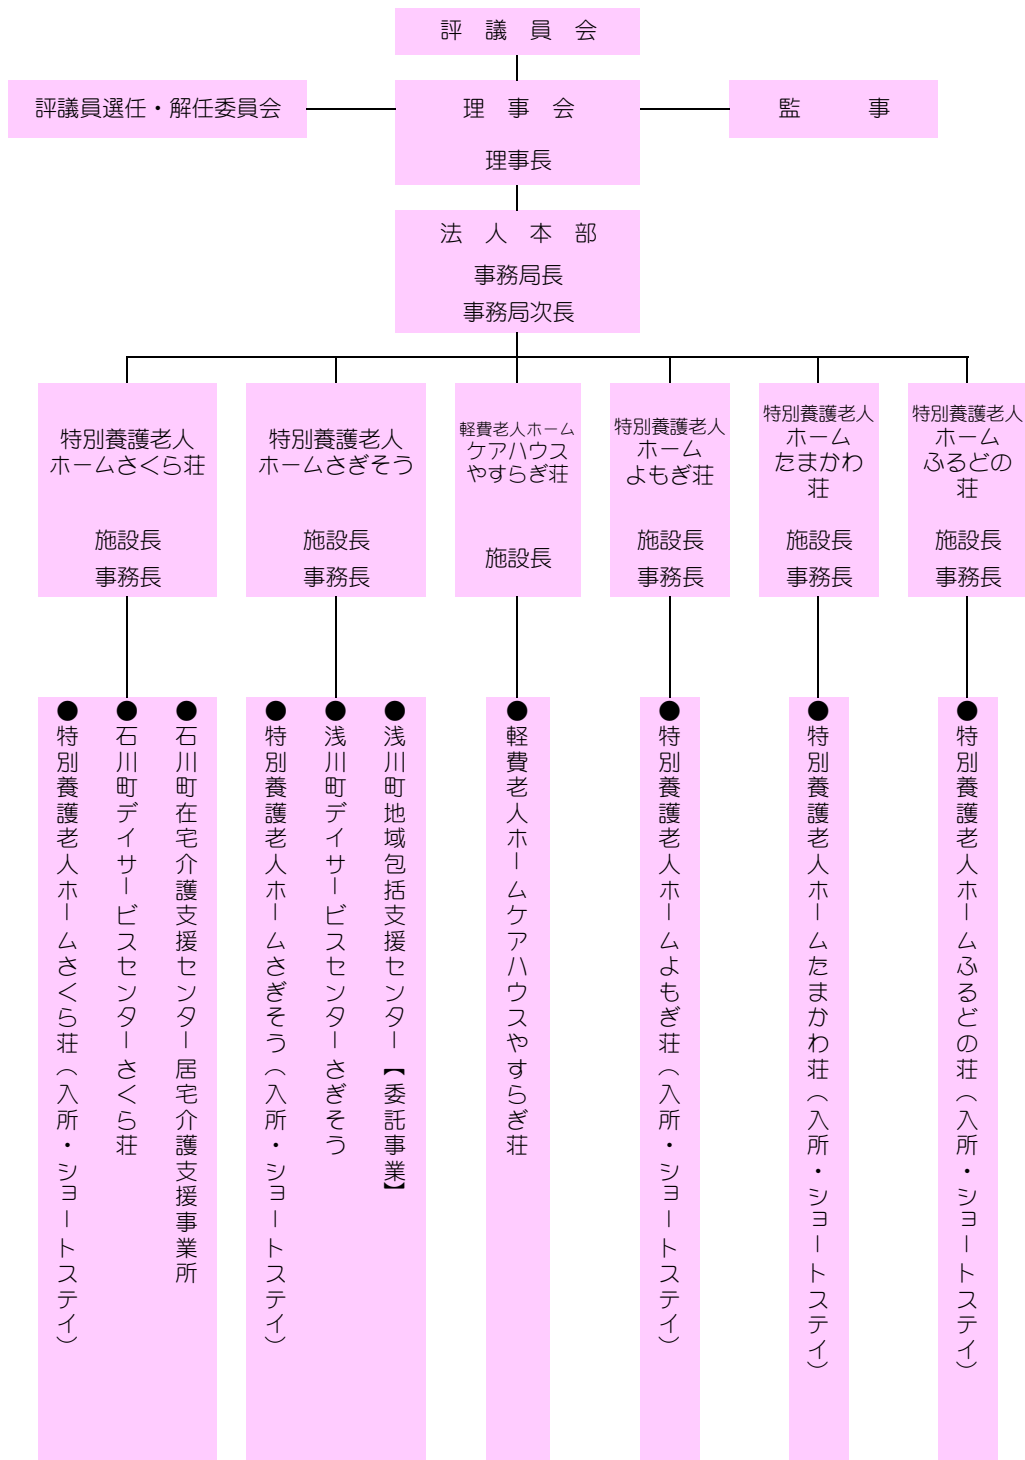 評　議　員　会
評議員選任・解任委員会
理　事　会
理事長
監　　　事
法　人　本　部
事務局長
事務局次長
特別養護老人
ホームさくら荘
施設長
事務長
特別養護老人
ホームさぎそう
施設長
事務長
軽費老人ホーム
ケアハウス
やすらぎ荘
施設長
特別養護老人
ホーム
よもぎ荘
施設長
事務長
特別養護老人
ホーム
たまかわ
荘
施設長
事務長
特別養護老人
ホーム
ふるどの
荘
施設長
事務長
●特別養護老人ホームさくら荘（入所・ショートステイ）
●石川町デイサービスセンターさくら荘
●石川町在宅介護支援センター居宅介護支援事業所
●特別養護老人ホームさぎそう（入所・ショートステイ）
●浅川町デイサービスセンターさぎそう
●浅川町地域包括支援センター【委託事業】
●軽費老人ホームケアハウスやすらぎ荘
●特別養護老人ホームよもぎ荘（入所・ショートステイ）
●特別養護老人ホームたまかわ荘（入所・ショートステイ）
●特別養護老人ホームふるどの荘（入所・ショートステイ）